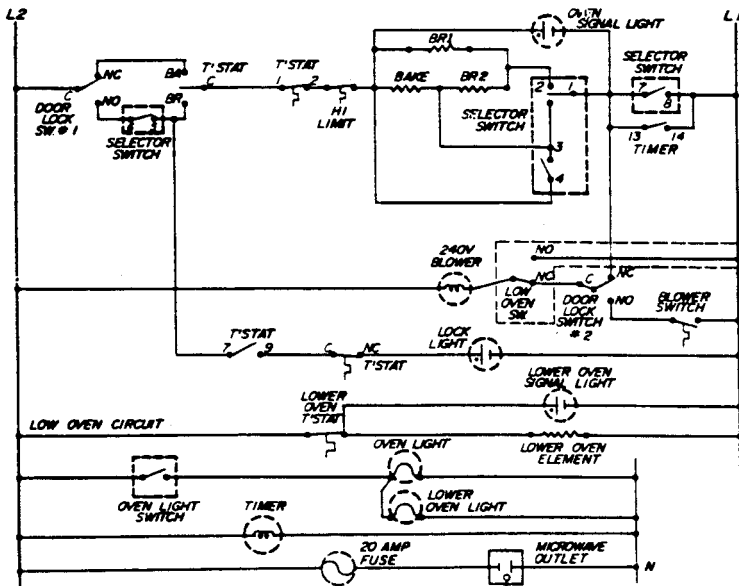 L2
L1
OVEN
SIGNAL LIGHT
BR1
T'STAT
T'STAT
NC
BA
C
1
2
BAKE
BR2
2
1
SELECTOR
SWITCH
7
8
C
NO
BR
HI
LIMIT
DOOR
LOCK
SW. # 1
SELECTOR
SWITCH
SELECTOR
SWITCH
3
4
13
14
TIMER
240V
BLOWER
NO
NC
C
NC
LOW
OVEN
SW.
DOOR
LOCK
SWITCH
# 2
NO
BLOWER
SWITCH
T'STAT
7
9
C
NC
T'STAT
LOCK
LIGHT
LOWER OVEN
SIGNAL LIGHT
LOWER
OVEN
T'STAT
LOW OVEN CIRCUIT
LOWER OVEN
ELEMENT
OVEN LIGHT
OVEN LIGHT
SWITCH
LOWER
OVEN LIGHT
TIMER
20 AMP
FUSE
MICROWAVE
OUTLET
N